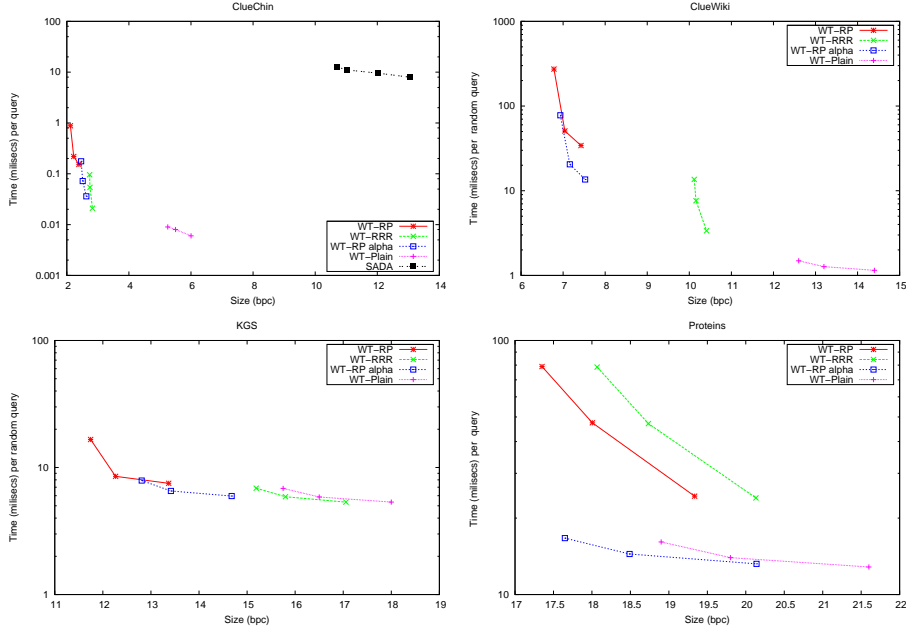 ClueChin
Time (milisecs) per query
10
1
0.1
0.01
0.001
100
2
4
6
8
10
12
14
Size (bpc)
WT-RP
WT-RRR
WT-RP alpha
WT-Plain
SADA
ClueWiki
Time (milisecs) per random query
1000
100
10
1
6
7
8
9
10
11
12
13
14
15
Size (bpc)
WT-RP
WT-RRR
WT-RP alpha
WT-Plain
KGS
Time (milisecs) per random query
100
10
1
11
12
13
14
15
16
17
18
19
Size (bpc)
WT-RP
WT-RRR
WT-RP alpha
WT-Plain
Proteins
Time (milisecs) per query
100
10
17
17.5
18
18.5
19
19.5
20
20.5
21
21.5
22
Size (bpc)
WT-RP
WT-RRR
WT-RP alpha
WT-Plain